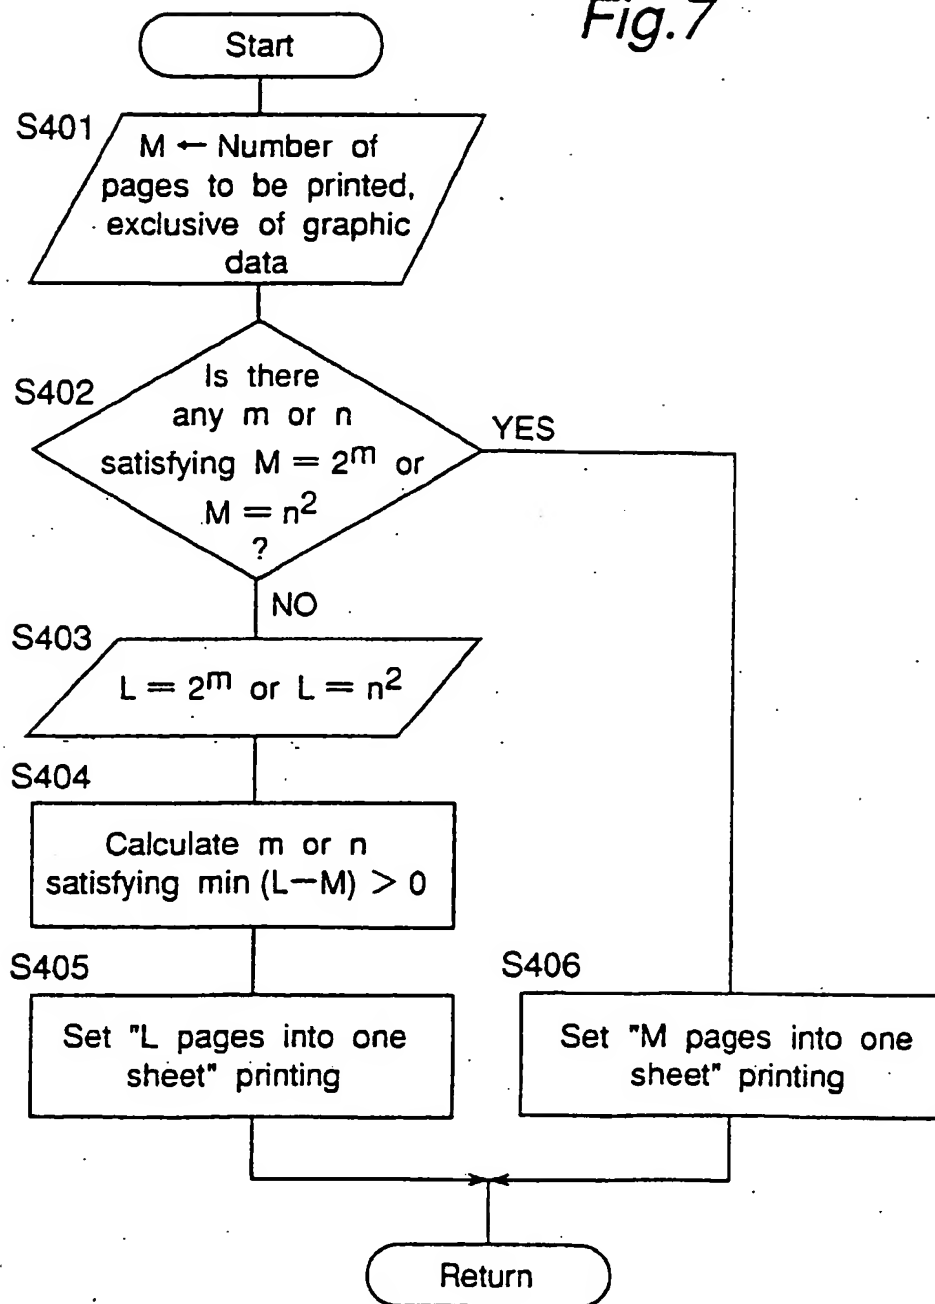 Fig.7
Start
S401
M ← Number of
pages to be printed,
exclusive of graphic
data
S402
Is there
any m or n
satisfying M = 2^m or
M = n^2
?
YES
NO
S403
L = 2^m or L = n^2
S404
Calculate m or n
satisfying min (L−M) > 0
S405
Set "L pages into one
sheet" printing
S406
Set "M pages into one
sheet" printing
Return